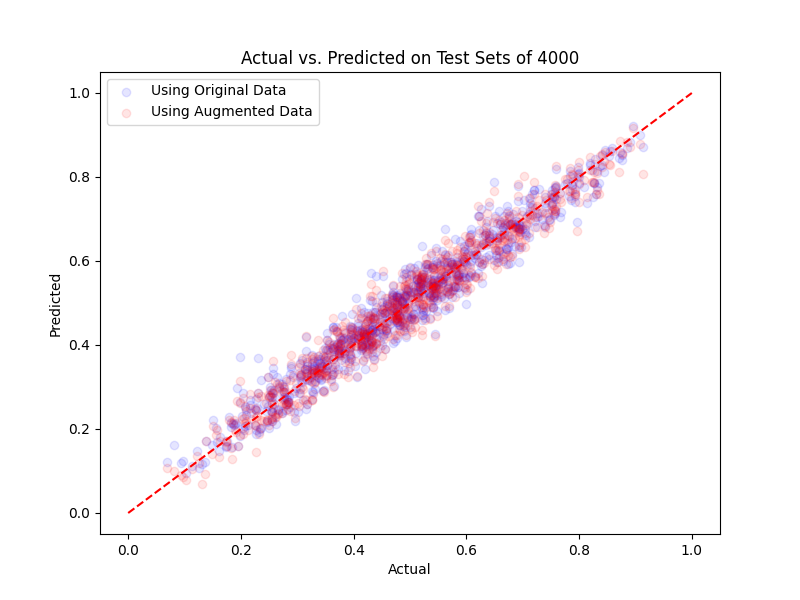 Actual vs. Predicted on Test Sets of 4000
Using Original Data
Using Augmented Data
1.0
0.8
0.6
0.4
0.2
0.0
Predicted
0.0 0.2 0.4 0.6 0.8 1.0
Actual